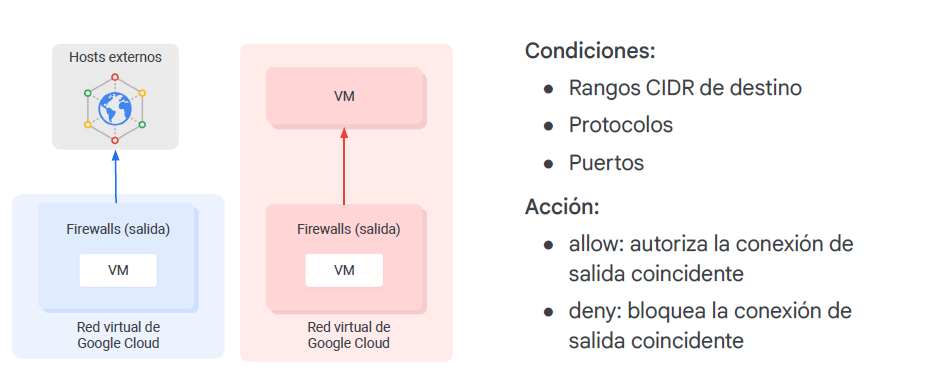 Hosts externos
Firewalls (salida)
VM
Red virtual de
Google Cloud
VM
Firewalls (salida)
VM
Red virtual de
Google Cloud
Condiciones:
● Rangos CIDR de destino
● Protocolos
● Puertos
Acción:
● allow: autoriza la conexión de
salida coincidente
● deny: bloquea la conexión de
salida coincidente